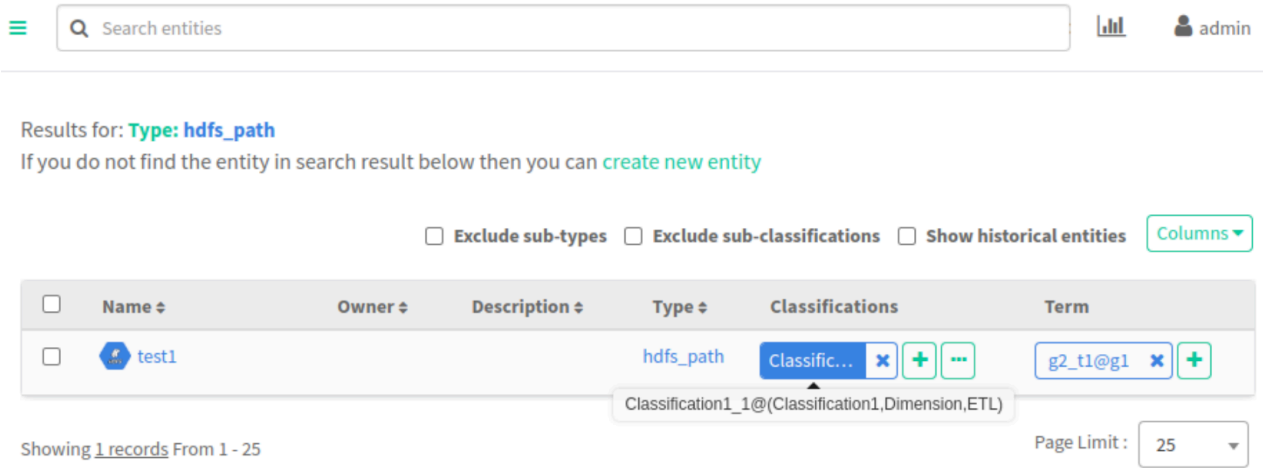 Search entities
admin
Results for: Type: hdfs_path
If you do not find the entity in search result below then you can create new entity
Exclude sub-types Exclude sub-classifications Show historical entities Columns
Name Owner Description Type Classifications Term
test1 hdfs_path Classific... g2_t1@g1
Classification1_1@(Classification1,Dimension,ETL)
Showing 1 records From 1 - 25 Page Limit : 25